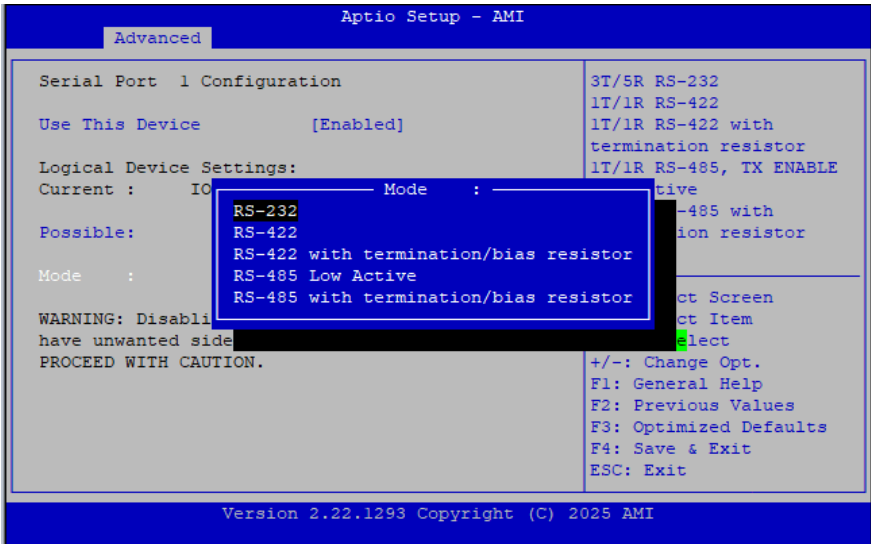 Aptio Setup - AMI
Advanced
Serial Port 1 Configuration
Use This Device [Enabled]
Logical Device Settings:
Current : IO
Possible:
Mode :
WARNING: Disabli
have unwanted side
PROCEED WITH CAUTION.
Mode :
RS-232
RS-422
RS-422 with termination/bias resistor
RS-485 Low Active
RS-485 with termination/bias resistor
3T/5R RS-232
1T/1R RS-422
1T/1R RS-422 with
termination resistor
1T/1R RS-485, TX ENABLE
tive
-485 with
ion resistor
ct Screen
ct Item
elect
+/-: Change Opt.
F1: General Help
F2: Previous Values
F3: Optimized Defaults
F4: Save & Exit
ESC: Exit
Version 2.22.1293 Copyright (C) 2025 AMI